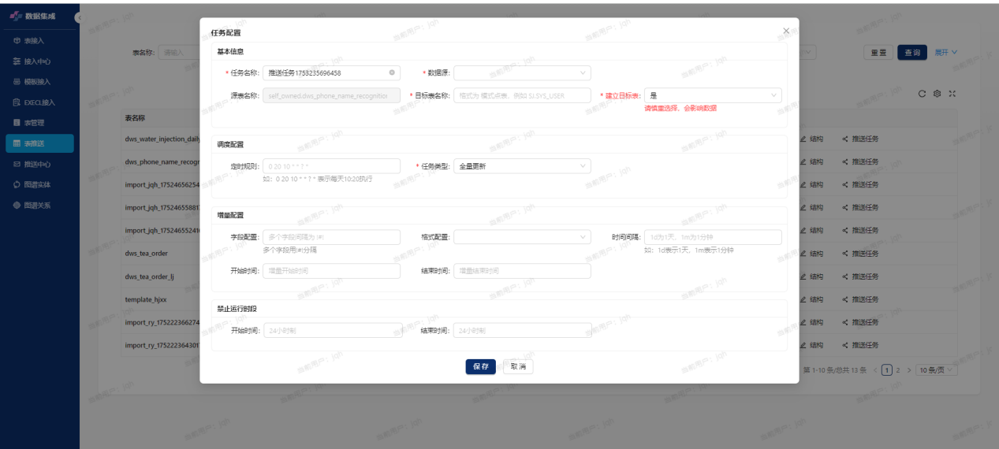 数据集成
表接入
接入中心
模板接入
EXECL接入
表管理
表推送
推送中心
图谱实体
图谱关系
表名称: 请输入
重置 查询 展开
表名称
dws_water_injection_daily
dws_phone_name_recogn
import_jqh_17524656254
import_jqh_1752465588
import_jqh_1752465524
dws_tea_order
dws_tea_order_lj
template_hjxx
import_ry_175222366274
import_ry_175222364301
结构 推送任务
结构 推送任务
结构 推送任务
结构 推送任务
结构 推送任务
结构 推送任务
结构 推送任务
结构 推送任务
结构 推送任务
结构 推送任务
第 1-10 条/总共 13 条 < 1 2 > 10 条/页
任务配置
基本信息
* 任务名称: 推送任务1753235696458 * 数据源:
源表名称: self_owned.dws_phone_name_recognition * 目标表名称: 格式为 模式点表，例如 SJ.SYS_USER * 建立目标表: 是
请慎重选择，会影响数据
调度配置
定时规则: 0 20 10 * * ? * * 任务类型: 全量更新
如：0 20 10 * * ? * 表示每天10:20执行
增量配置
字段配置: 多个字段间隔为 !#! 格式配置: 时间间隔: 1d为1天，1m为1分钟
多个字段用!#!分隔 如：1d表示1天，1m表示1分钟
开始时间: 增量开始时间 结束时间: 增量结束时间
禁止运行时段
开始时间: 24小时制 结束时间: 24小时制
保存 取消
当前用户：jqh